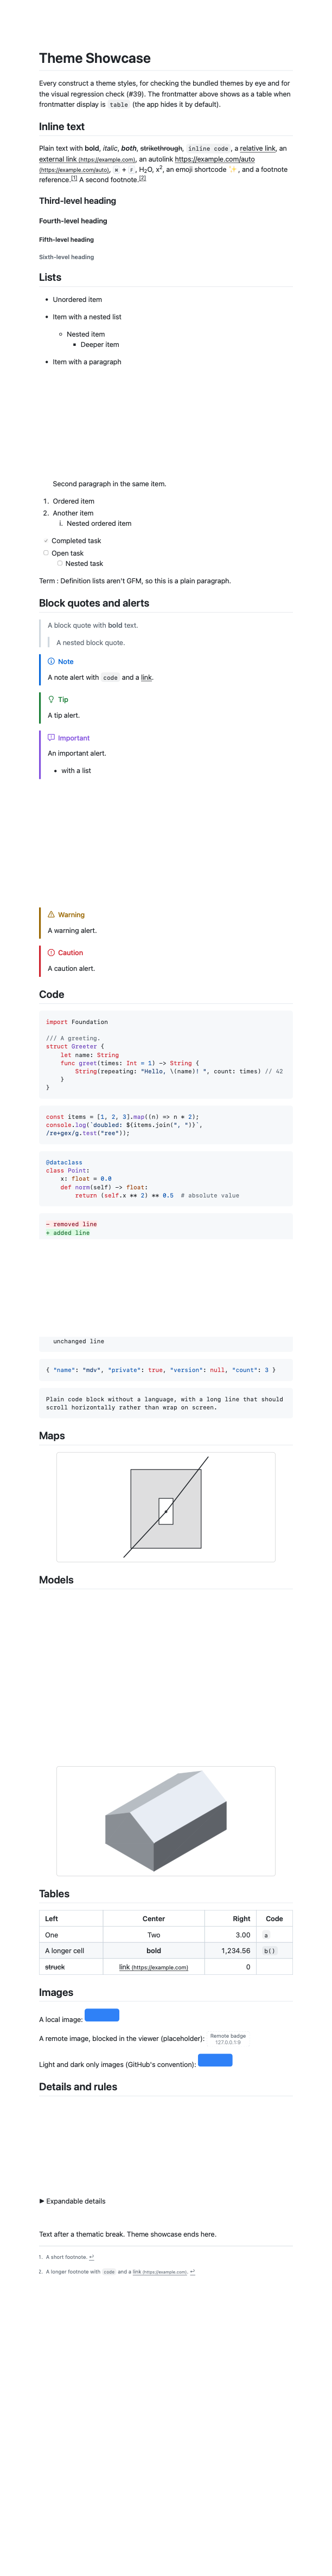 Theme Showcase
Every construct a theme styles, for checking the bundled themes by eye and for
the visual regression check (#39). The frontmatter above shows as a table when
frontmatter display is table (the app hides it by default).
Inline text
Plain text with bold, italic, both, strikethrough, inline code, a relative link, an
external link (https://example.com), an autolink https://example.com/auto
(https://example.com/auto), ⌘ + F, H2O, x2, an emoji shortcode ✨, and a footnote
reference.[1] A second footnote.[2]
Third-level heading
Fourth-level heading
Fifth-level heading
Sixth-level heading
Lists
• Unordered item
• Item with a nested list
◦ Nested item
▪ Deeper item
• Item with a paragraph
Second paragraph in the same item.
1. Ordered item
2. Another item
i. Nested ordered item
Completed task
Open task
Nested task
Term : Definition lists aren't GFM, so this is a plain paragraph.
Block quotes and alerts
A block quote with bold text.
A nested block quote.
Note
A note alert with code and a link.
Tip
A tip alert.
Important
An important alert.
• with a list
Warning
A warning alert.
Caution
A caution alert.
Code
import Foundation
/// A greeting.
struct Greeter {
let name: String
func greet(times: Int = 1) -> String {
String(repeating: "Hello, \(name)! ", count: times) // 42
}
}
const items = [1, 2, 3].map((n) => n * 2);
console.log(`doubled: ${items.join(", ")}`,
/re+gex/g.test("ree"));
@dataclass
class Point:
x: float = 0.0
def norm(self) -> float:
return (self.x ** 2) ** 0.5 # absolute value
- removed line
+ added line
unchanged line
{ "name": "mdv", "private": true, "version": null, "count": 3 }
Plain code block without a language, with a long line that should
scroll horizontally rather than wrap on screen.
Maps
Models
Tables
Left Center Right Code
One Two 3.00 a
A longer cell bold 1,234.56 b()
struck link (https://example.com) 0
Images
A local image:
A remote image, blocked in the viewer (placeholder): Remote badge
127.0.0.1:9
Light and dark only images (GitHub's convention):
Details and rules
▶ Expandable details
Text after a thematic break. Theme showcase ends here.
1. A short footnote. ↩
2. A longer footnote with code and a link (https://example.com). ↩